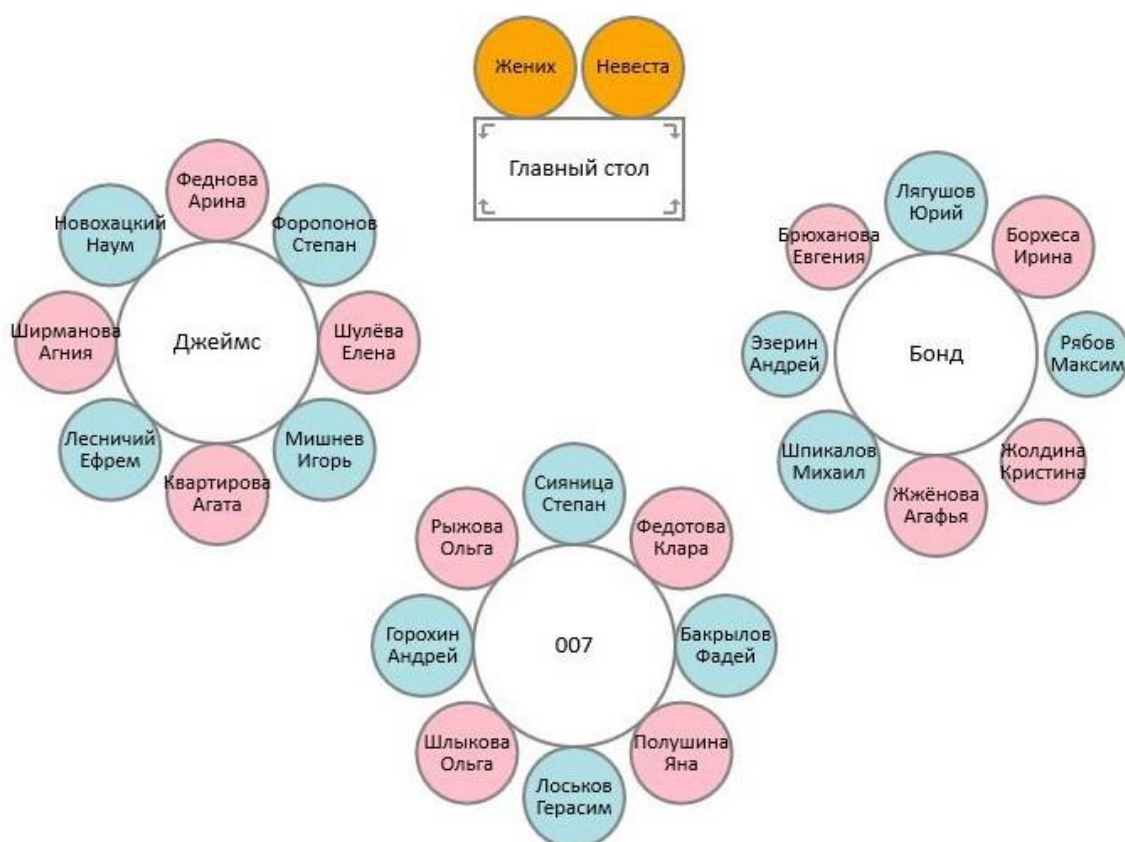 Жених
Невеста
Главный стол
Феднова
Арина
Новохацкий
Наум
Форопонов
Степан
Ширманова
Агния
Джеймс
Шулёва
Елена
Лесничий
Ефрем
Мишнев
Игорь
Квартирова
Агата
Лягушов
Юрий
Брюханова
Евгения
Борхеса
Ирина
Эзерин
Андрей
Бонд
Рябов
Максим
Шпикалов
Михаил
Жолдина
Кристина
Жжёнова
Агафья
Сияница
Степан
Рыжова
Ольга
Федотова
Клара
Горохин
Андрей
007
Бакрылов
Фадей
Шлыкова
Ольга
Полушина
Яна
Лоськов
Герасим